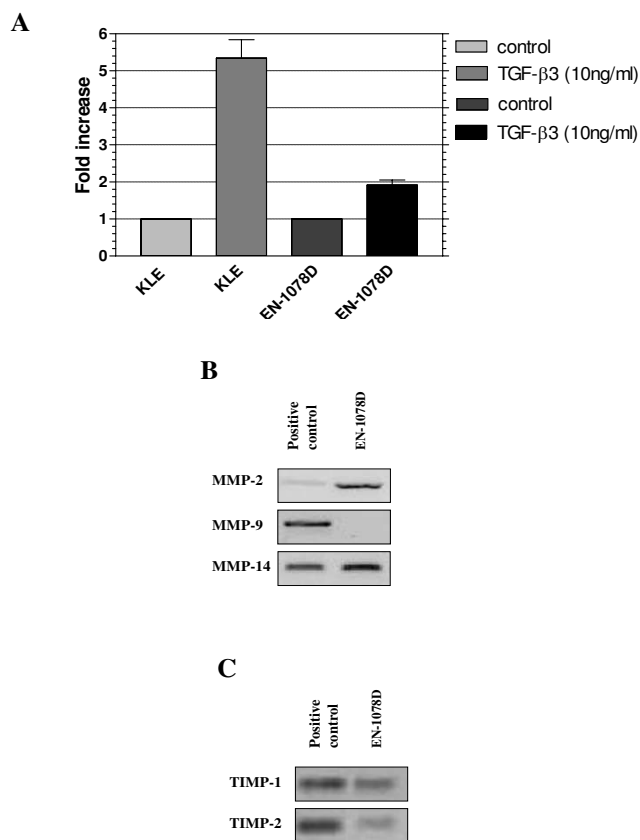 A
Fold increase
6
5
4
3
2
1
0
KLE
KLE
EN-1078D
EN-1078D
control
TGF-β3 (10ng/ml)
control
TGF-β3 (10ng/ml)
B
Positive
control
EN-1078D
MMP-2
MMP-9
MMP-14
C
Positive
control
EN-1078D
TIMP-1
TIMP-2